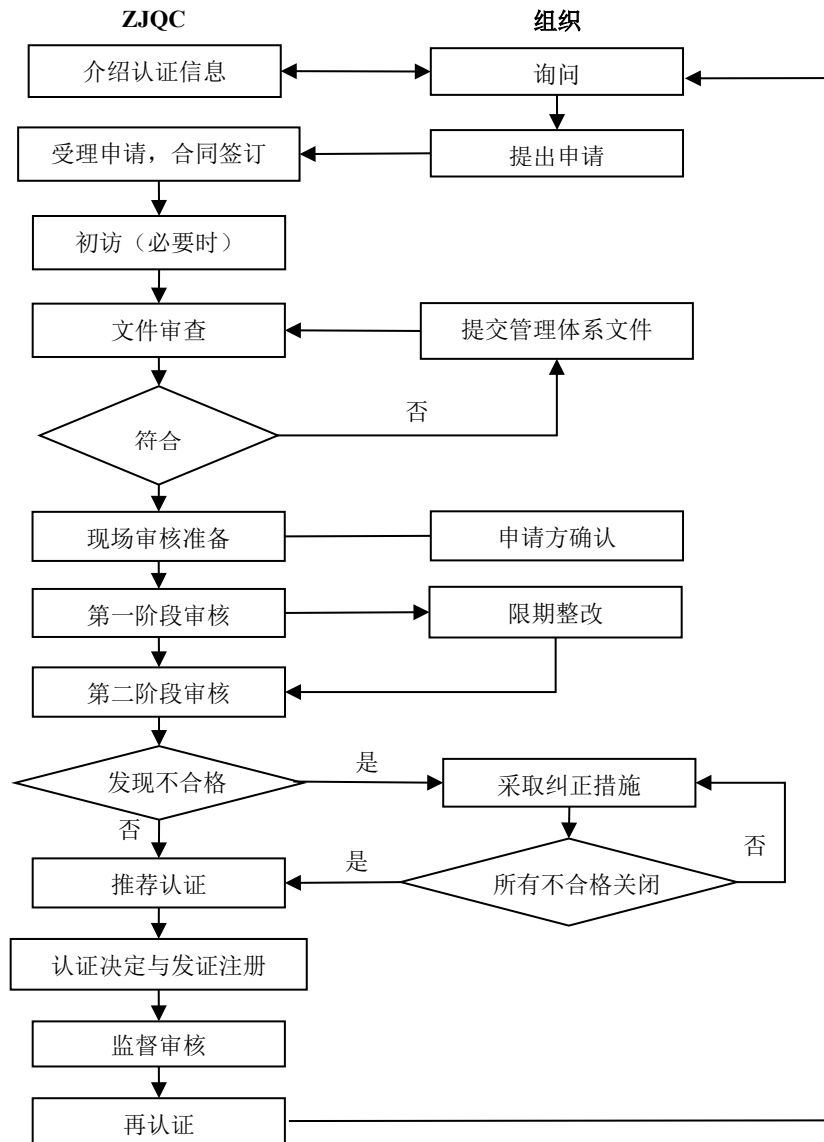 ZJQC
组织
介绍认证信息
询问
受理申请，合同签订
提出申请
初访（必要时）
文件审查
提交管理体系文件
符合
否
现场审核准备
申请方确认
第一阶段审核
限期整改
第二阶段审核
发现不合格
是
采取纠正措施
否
否
推荐认证
是
所有不合格关闭
认证决定与发证注册
监督审核
再认证